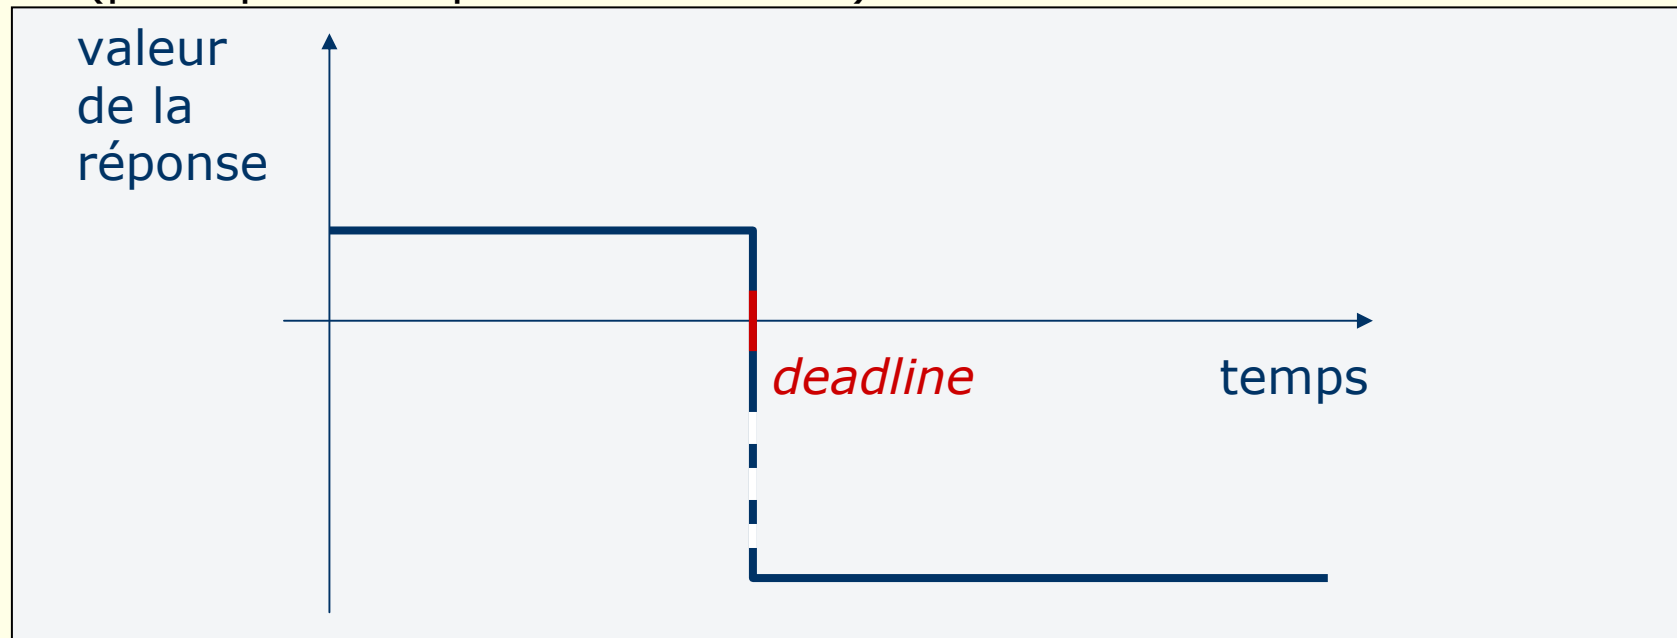 valeur
de la
réponse
deadline
temps